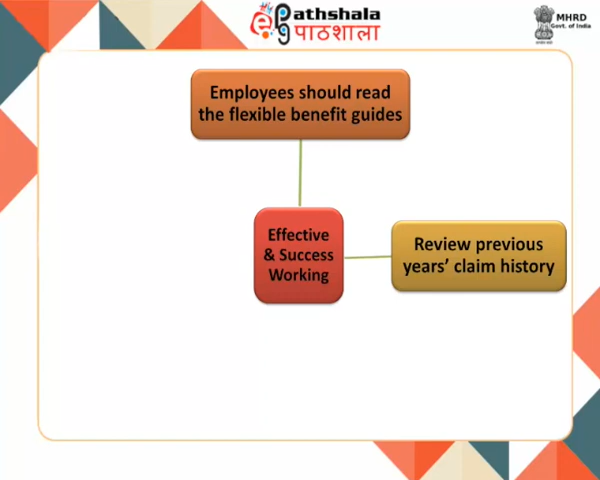 ePathshala
पाठशाला
MHRD
Govt. of India
Employees should read
the flexible benefit guides
Effective
& Success
Working
Review previous
years' claim history